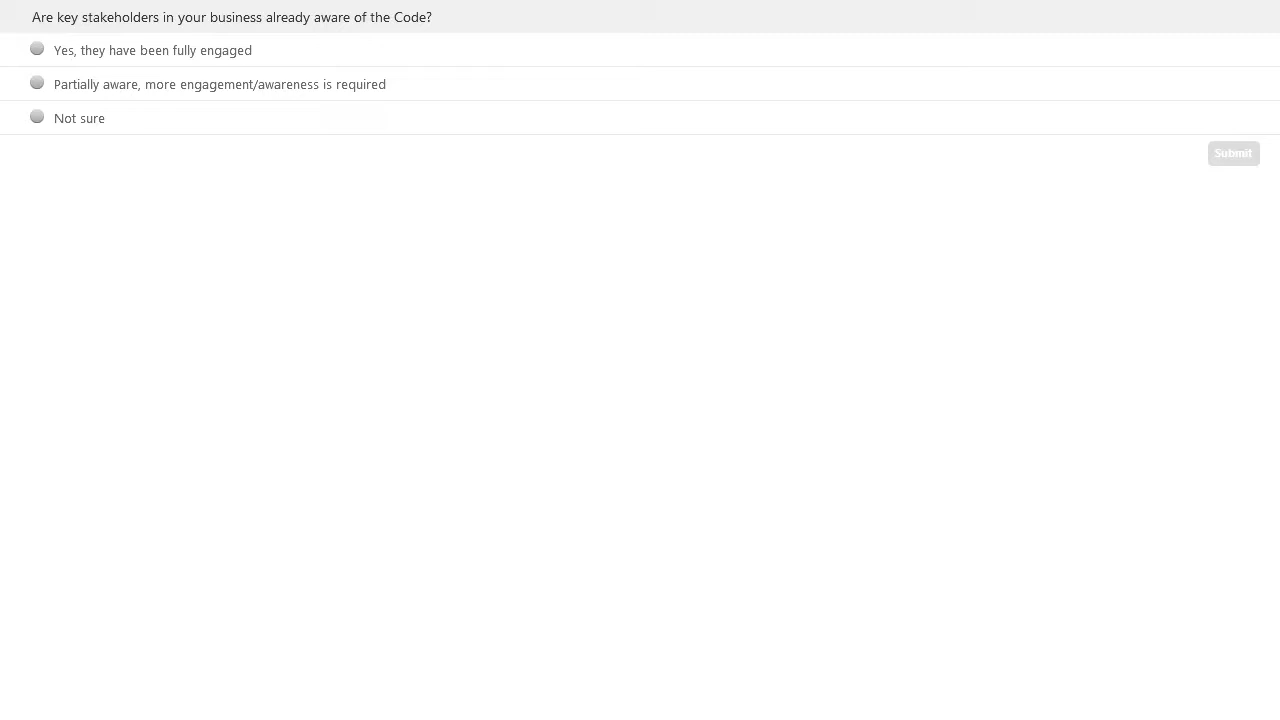 Are key stakeholders in your business already aware of the Code?
Yes, they have been fully engaged
Partially aware, more engagement/awareness is required
Not sure
Submit